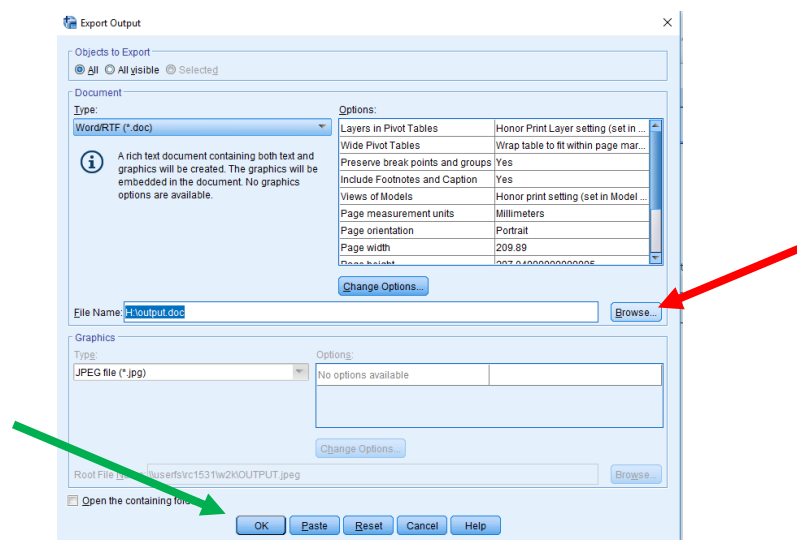 Export Output
Objects to Export
All All visible Selected
Document
Type:
Word/RTF (*.doc)
A rich text document containing both text and
graphics will be created. The graphics will be
embedded in the document. No graphics
options are available.
Options:
Layers in Pivot Tables Honor Print Layer setting (set in ...
Wide Pivot Tables Wrap table to fit within page mar...
Preserve break points and groups Yes
Include Footnotes and Caption Yes
Views of Models Honor print setting (set in Model ...
Page measurement units Millimeters
Page orientation Portrait
Page width 209.89
Page height
Change Options...
File Name: H:\output.doc Browse...
Graphics
Type:
JPEG file (*.jpg)
Options:
No options available
Change Options...
Root File Name: \\userfs\rc1531\w2k\OUTPUT.jpeg Browse...
Open the containing
OK Paste Reset Cancel Help